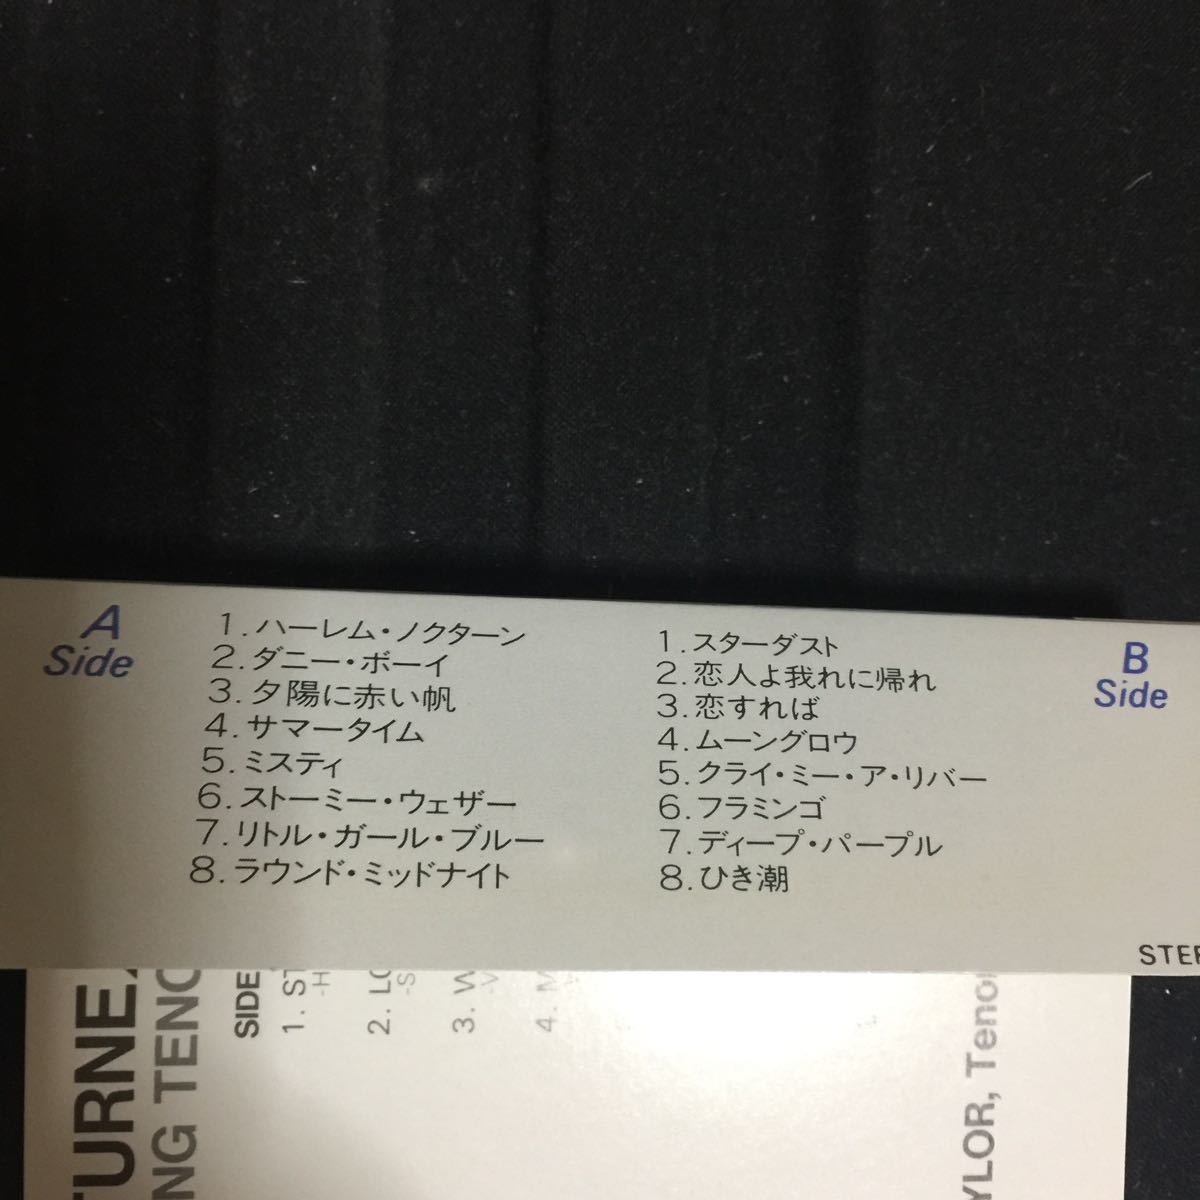 A
Side
1.ハーレム・ノクターン
2.ダニー・ボーイ
3.夕陽に赤い帆
4.サマータイム
5.ミスティ
6.ストーミー・ウェザー
7.リトル・ガール・ブルー
8.ラウンド・ミッドナイト
1.スターダスト
2.恋人よ我れに帰れ
3.恋すれば
4.ムーングロウ
5.クライ・ミー・ア・リバー
6.フラミンゴ
7.ディープ・パープル
8.ひき潮
B
Side
SIDE
1.
2.
3.
4.